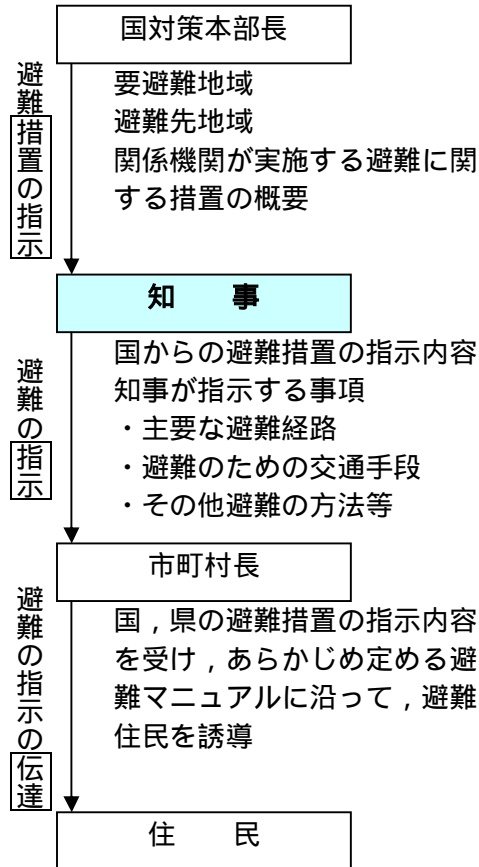 国対策本部長
避難措置の指示
要避難地域
避難先地域
関係機関が実施する避難に関
する措置の概要
知　　事
避難の指示
国からの避難措置の指示内容
知事が指示する事項
・主要な避難経路
・避難のための交通手段
・その他避難の方法等
市町村長
避難の指示の伝達
国，県の避難措置の指示内容
を受け，あらかじめ定める避
難マニュアルに沿って，避難
住民を誘導
住　　民